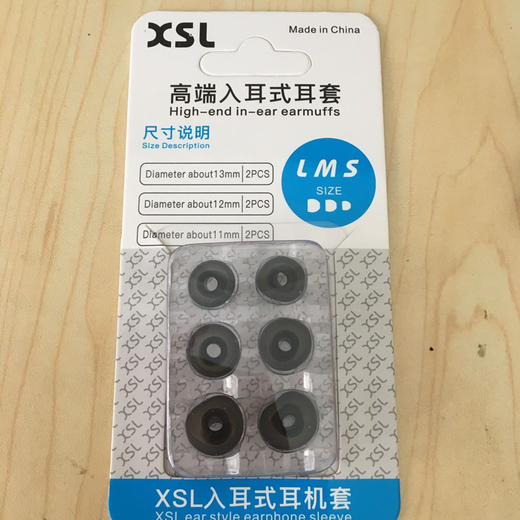 XSL
Made in China
高端入耳式耳套
High-end in-ear earmuffs
尺寸说明
Size Description
Diameter about13mm 2PCS
Diameter about12mm 2PCS
Diameter about11mm 2PCS
LMS
SIZE
XSL入耳式耳机套
XSL ear style earphone sleeve